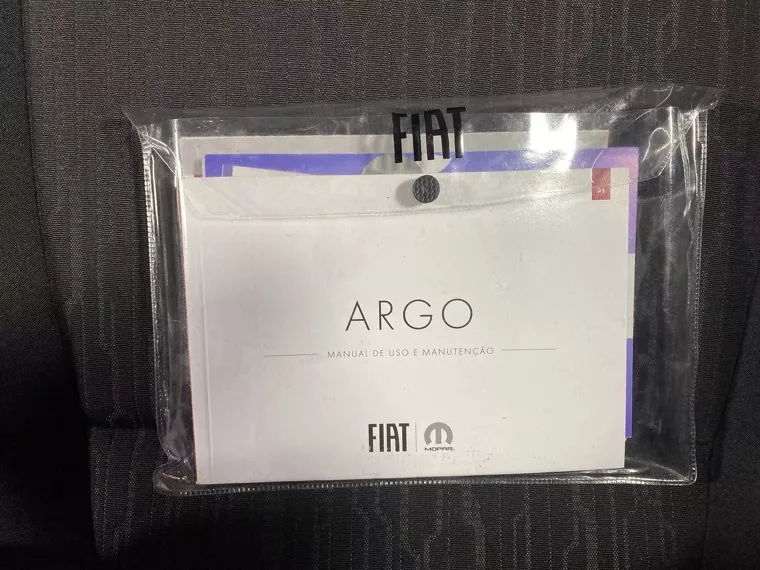 FIAT
PT
ARGO
MANUAL DE USO E MANUTENÇÃO
FIAT MOPAR